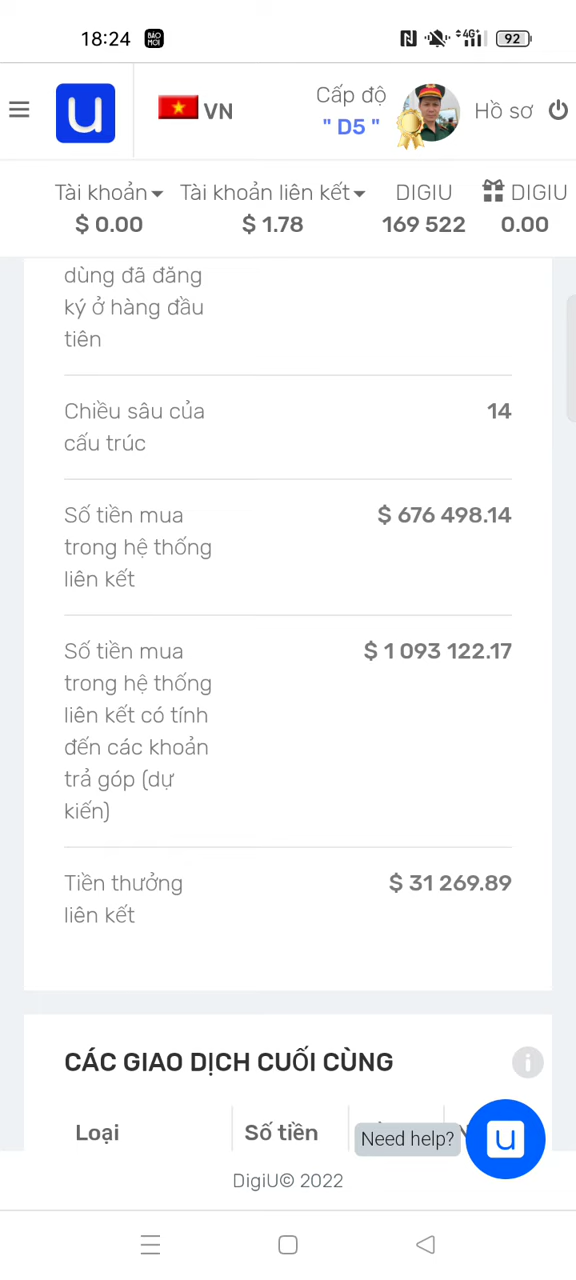 18:24 BÁO MỚI 4G 92
u VN Cấp độ " D5 " Hồ sơ
Tài khoản Tài khoản liên kết DIGIU DIGIU
$ 0.00 $ 1.78 169 522 0.00
dùng đã đăng
ký ở hàng đầu
tiên
Chiều sâu của 14
cấu trúc
Số tiền mua $ 676 498.14
trong hệ thống
liên kết
Số tiền mua $ 1 093 122.17
trong hệ thống
liên kết có tính
đến các khoản
trả góp (dự
kiến)
Tiền thưởng $ 31 269.89
liên kết
CÁC GIAO DỊCH CUỐI CÙNG
Loại Số tiền
Need help? u
DigiU© 2022